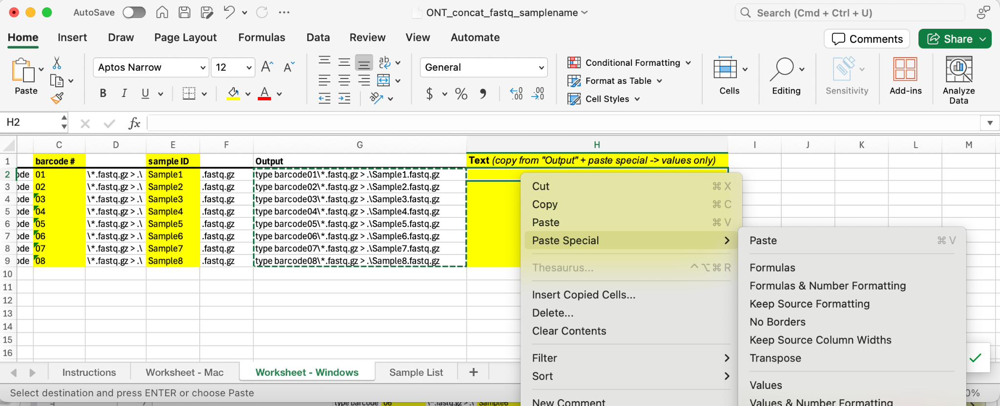 AutoSave
ONT_concat_fastq_samplename
Search (Cmd + Ctrl + U)
Home Insert Draw Page Layout Formulas Data Review View Automate
Comments Share
Paste
Aptos Narrow 12
B I U
A
ab
General
$ % 9
Conditional Formatting
Format as Table
Cell Styles
Cells
Editing
Sensitivity
Add-ins
Analyze
Data
H2 fx
C D E F G H I J K L M
1 barcode # sample ID Output Text (copy from "Output" + paste special -> values only)
2 ode 01 \*.fastq.gz > .\ Sample1 .fastq.gz type barcode01\*.fastq.gz > .\Sample1.fastq.gz
3 ode 02 \*.fastq.gz > .\ Sample2 .fastq.gz type barcode02\*.fastq.gz > .\Sample2.fastq.gz
4 ode 03 \*.fastq.gz > .\ Sample3 .fastq.gz type barcode03\*.fastq.gz > .\Sample3.fastq.gz
5 ode 04 \*.fastq.gz > .\ Sample4 .fastq.gz type barcode04\*.fastq.gz > .\Sample4.fastq.gz
6 ode 05 \*.fastq.gz > .\ Sample5 .fastq.gz type barcode05\*.fastq.gz > .\Sample5.fastq.gz
7 ode 06 \*.fastq.gz > .\ Sample6 .fastq.gz type barcode06\*.fastq.gz > .\Sample6.fastq.gz
8 ode 07 \*.fastq.gz > .\ Sample7 .fastq.gz type barcode07\*.fastq.gz > .\Sample7.fastq.gz
9 ode 08 \*.fastq.gz > .\ Sample8 .fastq.gz type barcode08\*.fastq.gz > .\Sample8.fastq.gz
10
11
12
13
14
15
16
Cut ⌘ X
Copy ⌘ C
Paste ⌘ V
Paste Special
Thesaurus... ^⌥⌘ R
Insert Copied Cells...
Delete...
Clear Contents
Filter
Sort
New Comment
Paste ⌘ V
Formulas
Formulas & Number Formatting
Keep Source Formatting
No Borders
Keep Source Column Widths
Transpose
Values
Values & Number Formatting
Instructions Worksheet - Mac Worksheet - Windows Sample List +
Select destination and press ENTER or choose Paste
0%
type barcode 06 \*.fastq.gz > .\ Sample6